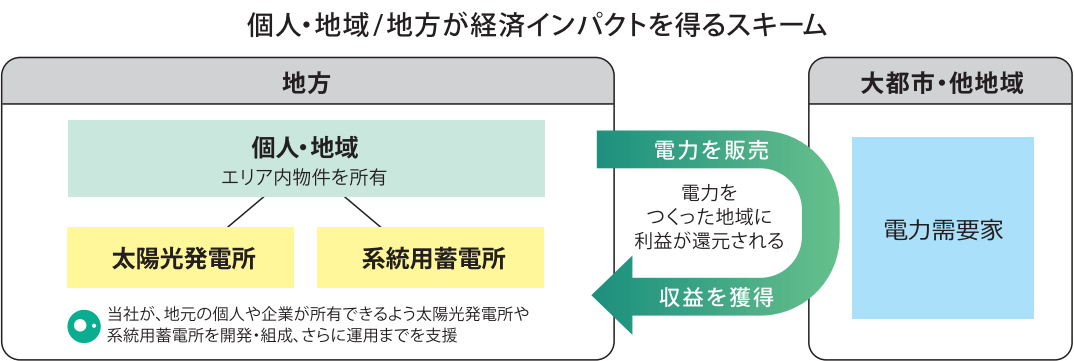 個人・地域/地方が経済インパクトを得るスキーム
地方
個人・地域
エリア内物件を所有
太陽光発電所
系統用蓄電所
当社が、地元の個人や企業が所有できるよう太陽光発電所や
系統用蓄電所を開発・組成、さらに運用までを支援
電力を販売
電力を
つくった地域に
利益が還元される
収益を獲得
大都市・他地域
電力需要家